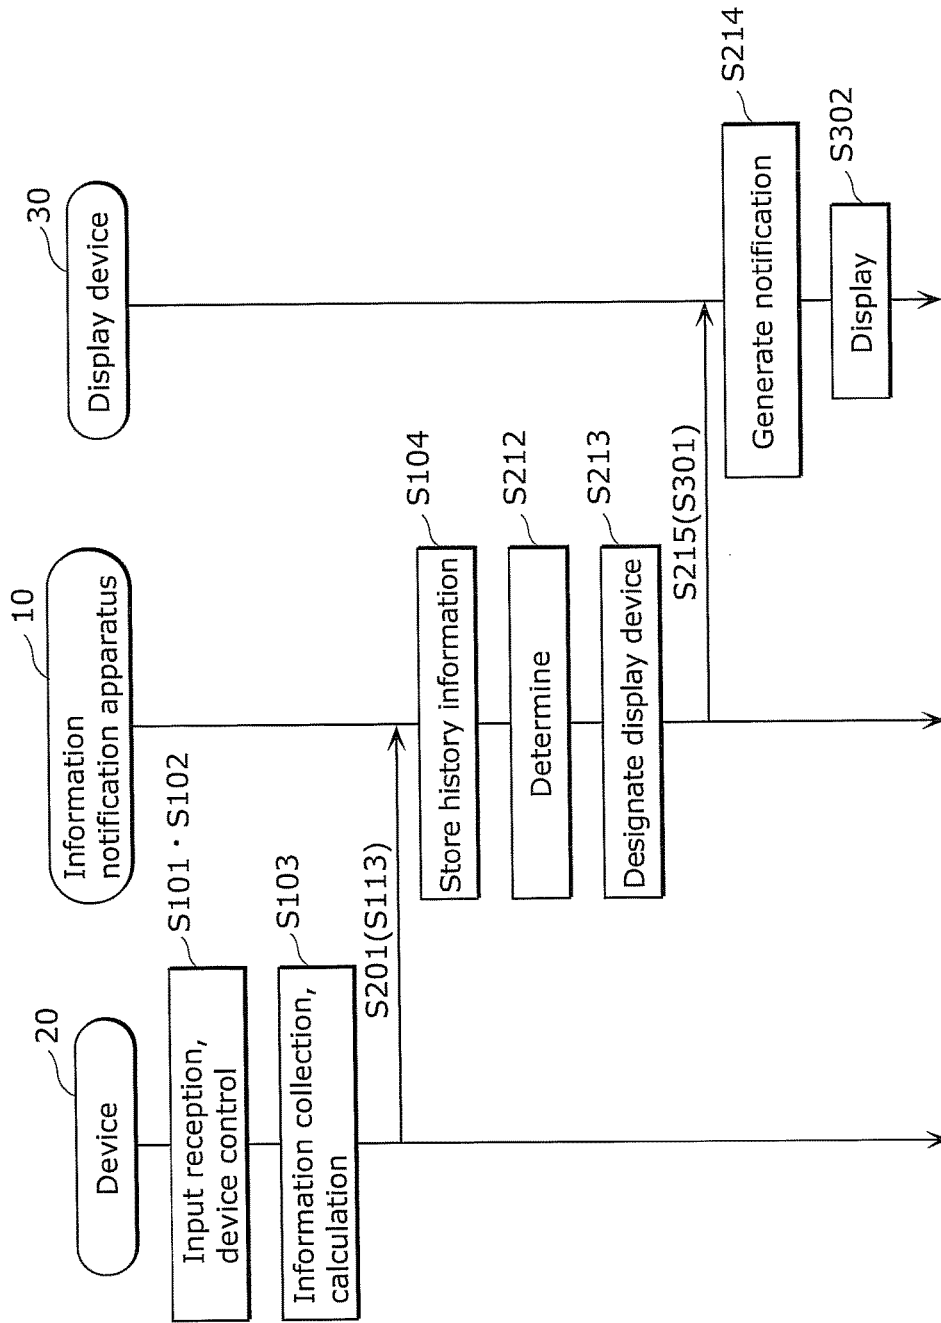 20
Device
10
Information
notification apparatus
30
Display device
S101・S102
Input reception,
device control
S103
Information collection,
calculation
S201(S113)
S104
Store history information
S212
Determine
S213
Designate display device
S215(S301)
S214
Generate notification
S302
Display